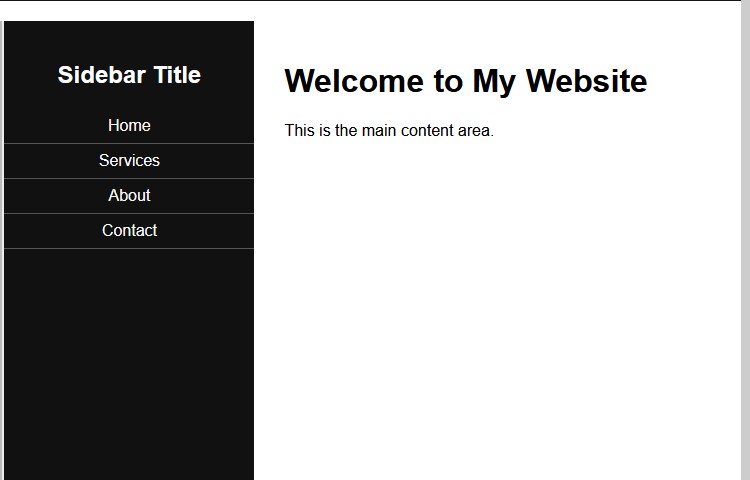 Sidebar Title
Home
Services
About
Contact
Welcome to My Website
This is the main content area.